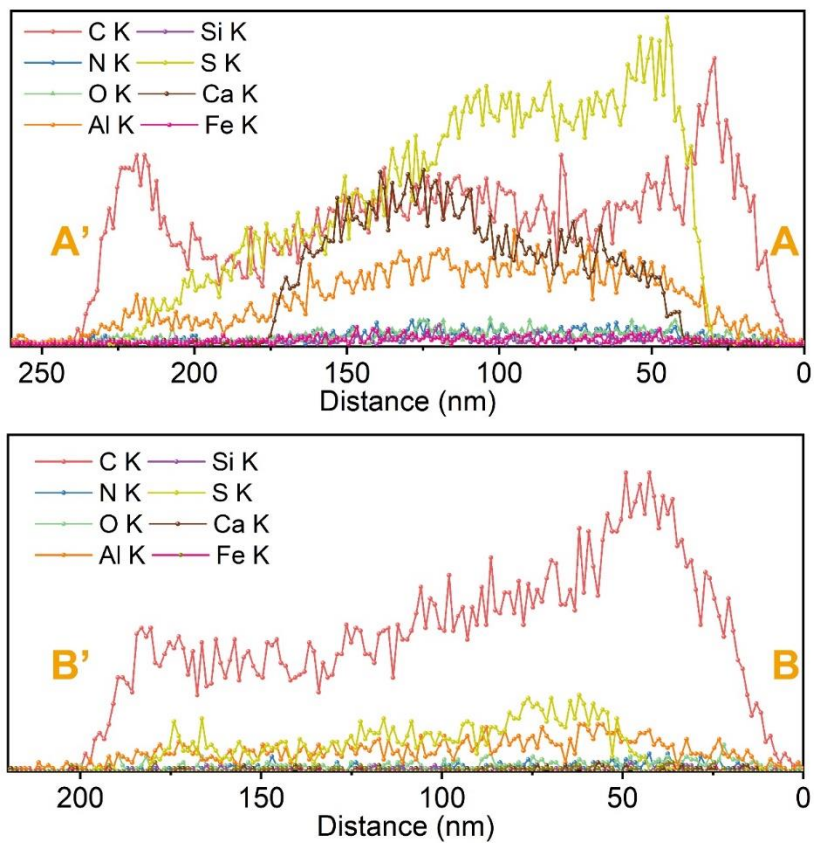 C K Si K
N K S K
O K Ca K
Al K Fe K
A’ A
250 200 150 100 50 0
Distance (nm)
C K Si K
N K S K
O K Ca K
Al K Fe K
B’ B
200 150 100 50 0
Distance (nm)